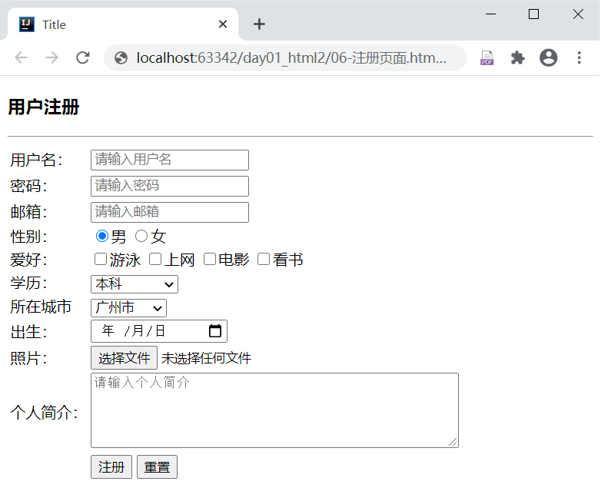 Title
localhost:63342/day01_html2/06-注册页面.htm...
用户注册
用户名： 请输入用户名
密码： 请输入密码
邮箱： 请输入邮箱
性别： 男 女
爱好： 游泳 上网 电影 看书
学历： 本科
所在城市 广州市
出生： 年 /月/日
照片： 选择文件 未选择任何文件
个人简介： 请输入个人简介
注册 重置